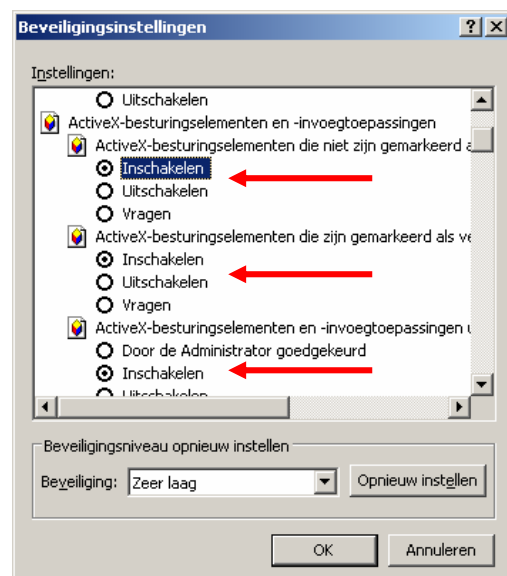 Beveiligingsinstellingen
Instellingen:
Uitschakelen
ActiveX-besturingselementen en -invoegtoepassingen
ActiveX-besturingselementen die niet zijn gemarkeerd
Inschakelen
Uitschakelen
Vragen
ActiveX-besturingselementen die zijn gemarkeerd als
Inschakelen
Uitschakelen
Vragen
ActiveX-besturingselementen en -invoegtoepassingen
Door de Administrator goedgekeurd
Inschakelen
Uitschakelen
Beveiligingsniveau opnieuw instellen
Beveiliging: Zeer laag Opnieuw instellen
OK Annuleren